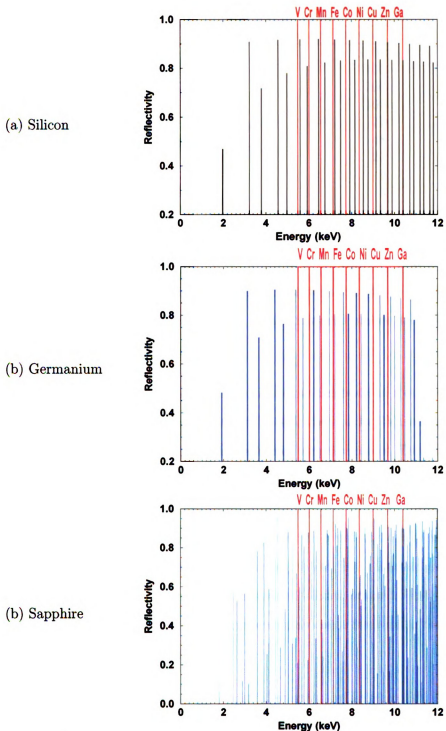 V Cr Mn Fe Co Ni Cu Zn Ga
1.0
0.8
0.6
0.4
0.2
Reflectivity
(a) Silicon
0 2 4 6 8 10 12
Energy (keV)
V Cr Mn Fe Co Ni Cu Zn Ga
1.0
0.8
0.6
0.4
0.2
Reflectivity
(b) Germanium
0 2 4 6 8 10 12
Energy (keV)
V Cr Mn Fe Co Ni Cu Zn Ga
1.0
0.8
0.6
0.4
0.2
0.0
Reflectivity
(b) Sapphire
0 2 4 6 8 10 12
Energy (keV)